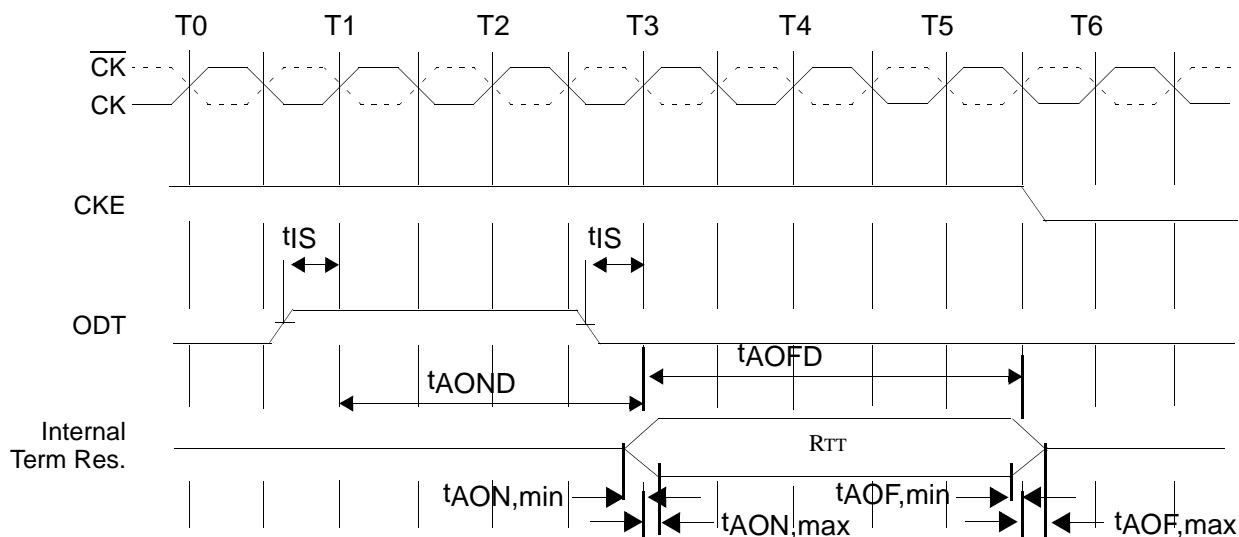 T0 T1 T2 T3 T4 T5 T6
CK
CK
CKE
tIS tIS
ODT
tAOFD
tAOND
Internal
Term Res.
RTT
tAON,min tAOF,min
tAON,max tAOF,max